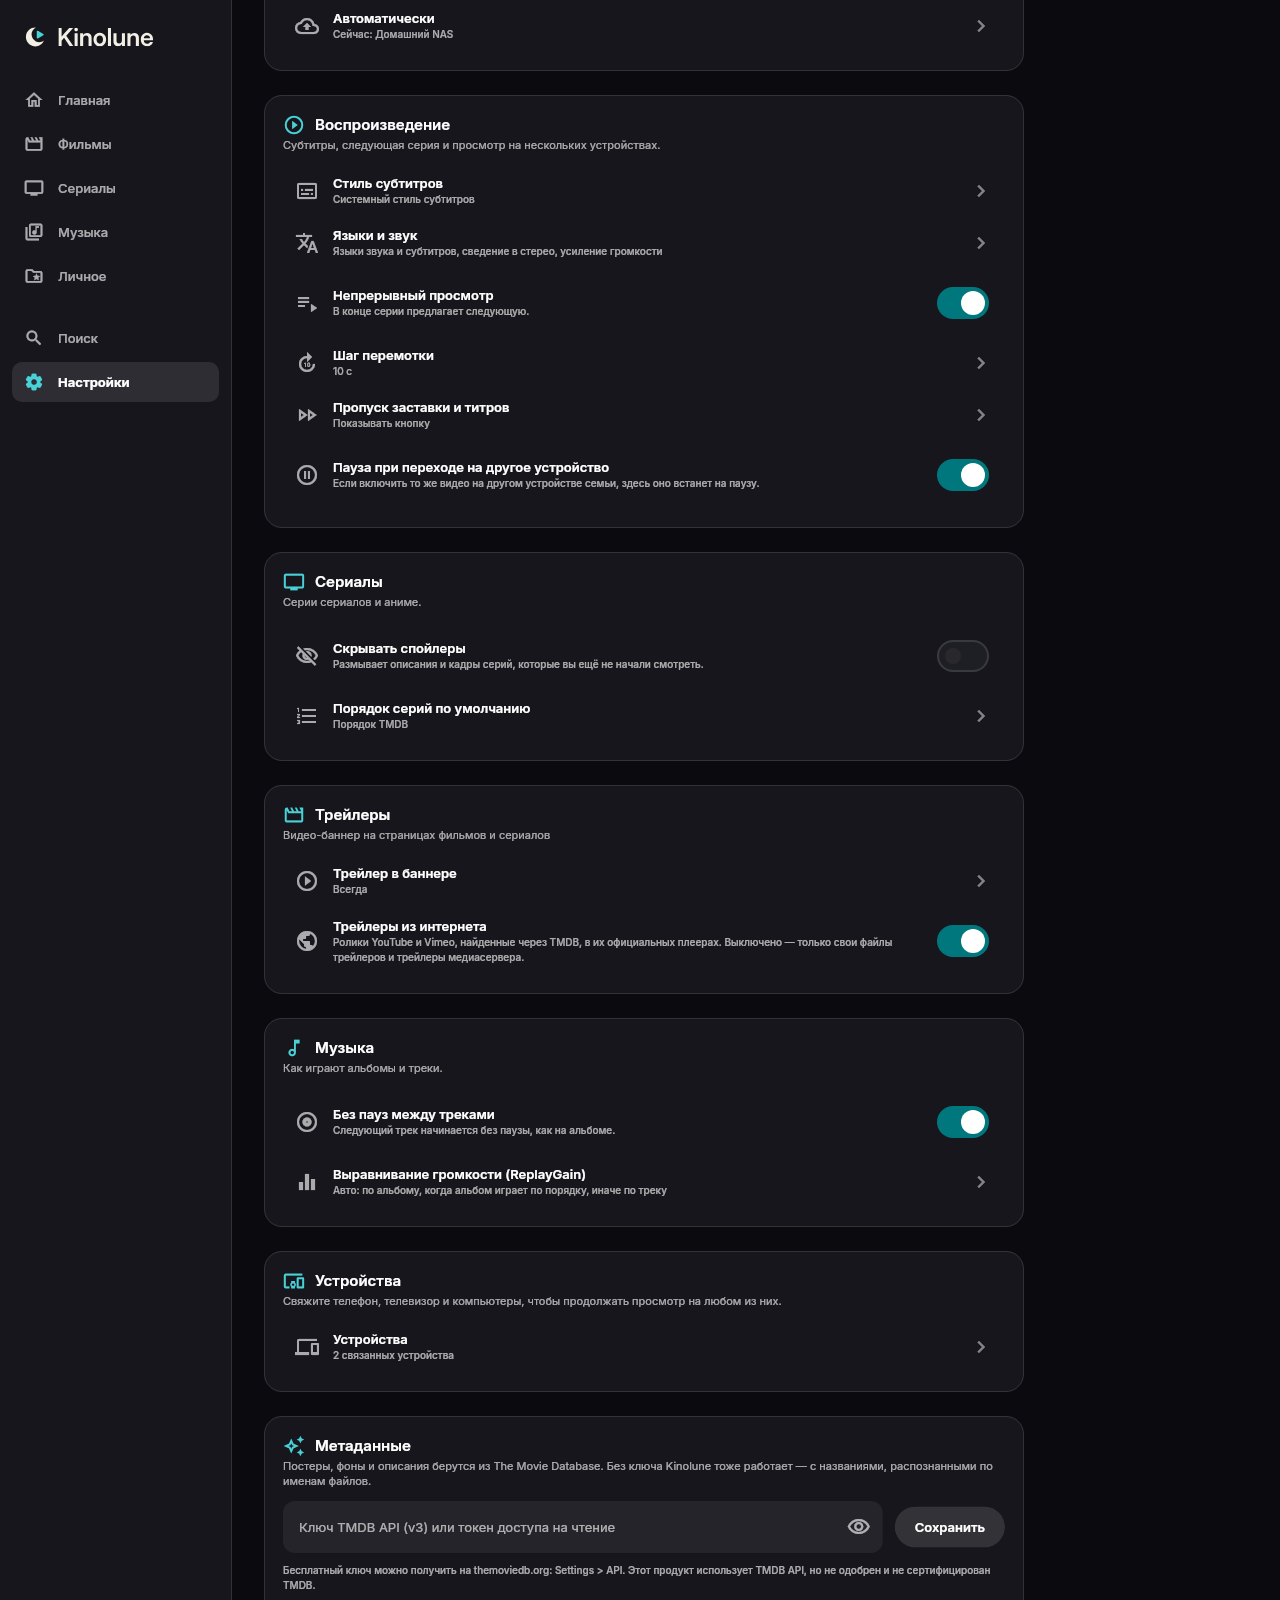 Kinolune
Главная
Фильмы
Сериалы
Музыка
Личное
Поиск
Настройки
Автоматически
Сейчас: Домашний NAS
Воспроизведение
Субтитры, следующая серия и просмотр на нескольких устройствах.
Стиль субтитров
Системный стиль субтитров
Языки и звук
Языки звука и субтитров, сведение в стерео, усиление громкости
Непрерывный просмотр
В конце серии предлагает следующую.
Шаг перемотки
10 с
Пропуск заставки и титров
Показывать кнопку
Пауза при переходе на другое устройство
Если включить то же видео на другом устройстве семьи, здесь оно встанет на паузу.
Сериалы
Серии сериалов и аниме.
Скрывать спойлеры
Размывает описания и кадры серий, которые вы ещё не начали смотреть.
Порядок серий по умолчанию
Порядок TMDB
Трейлеры
Видео-баннер на страницах фильмов и сериалов
Трейлер в баннере
Всегда
Трейлеры из интернета
Ролики YouTube и Vimeo, найденные через TMDB, в их официальных плеерах. Выключено — только свои файлы
трейлеров и трейлеры медиасервера.
Музыка
Как играют альбомы и треки.
Без пауз между треками
Следующий трек начинается без паузы, как на альбоме.
Выравнивание громкости (ReplayGain)
Авто: по альбому, когда альбом играет по порядку, иначе по треку
Устройства
Свяжите телефон, телевизор и компьютеры, чтобы продолжать просмотр на любом из них.
Устройства
2 связанных устройства
Метаданные
Постеры, фоны и описания берутся из The Movie Database. Без ключа Kinolune тоже работает — с названиями, распознанными по
именам файлов.
Ключ TMDB API (v3) или токен доступа на чтение
Сохранить
Бесплатный ключ можно получить на themoviedb.org: Settings > API. Этот продукт использует TMDB API, но не одобрен и не сертифицирован
TMDB.